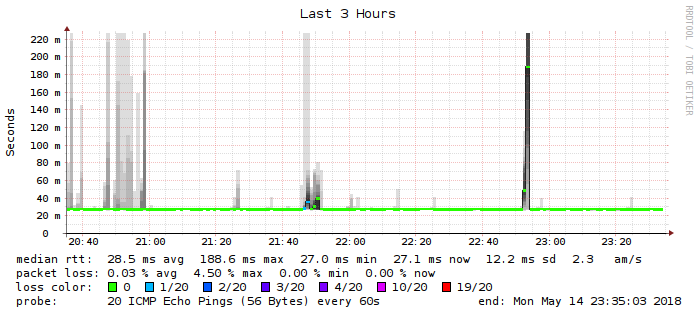 Last 3 Hours
RRDTOOL / TOBI OETIKER
Seconds
220 m
200 m
180 m
160 m
140 m
120 m
100 m
80 m
60 m
40 m
20 m
0
20:40 21:00 21:20 21:40 22:00 22:20 22:40 23:00 23:20
median rtt: 28.5 ms avg 188.6 ms max 27.0 ms min 27.1 ms now 12.2 ms sd 2.3 am/s
packet loss: 0.03 % avg 4.50 % max 0.00 % min 0.00 % now
loss color: 0 1/20 2/20 3/20 4/20 10/20 19/20
probe: 20 ICMP Echo Pings (56 Bytes) every 60s end: Mon May 14 23:35:03 2018